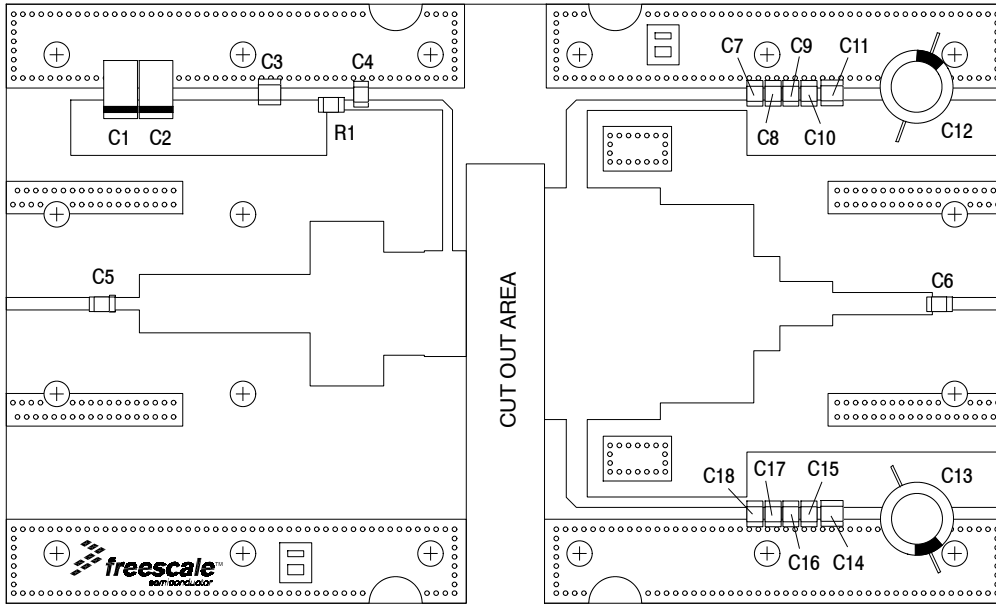 C3 C4 C7 C9 C11
C1 C2 R1 C8 C10 C12
C5 C6
CUT OUT AREA
C18 C17 C15 C13
C16 C14
freescale™
semiconductor